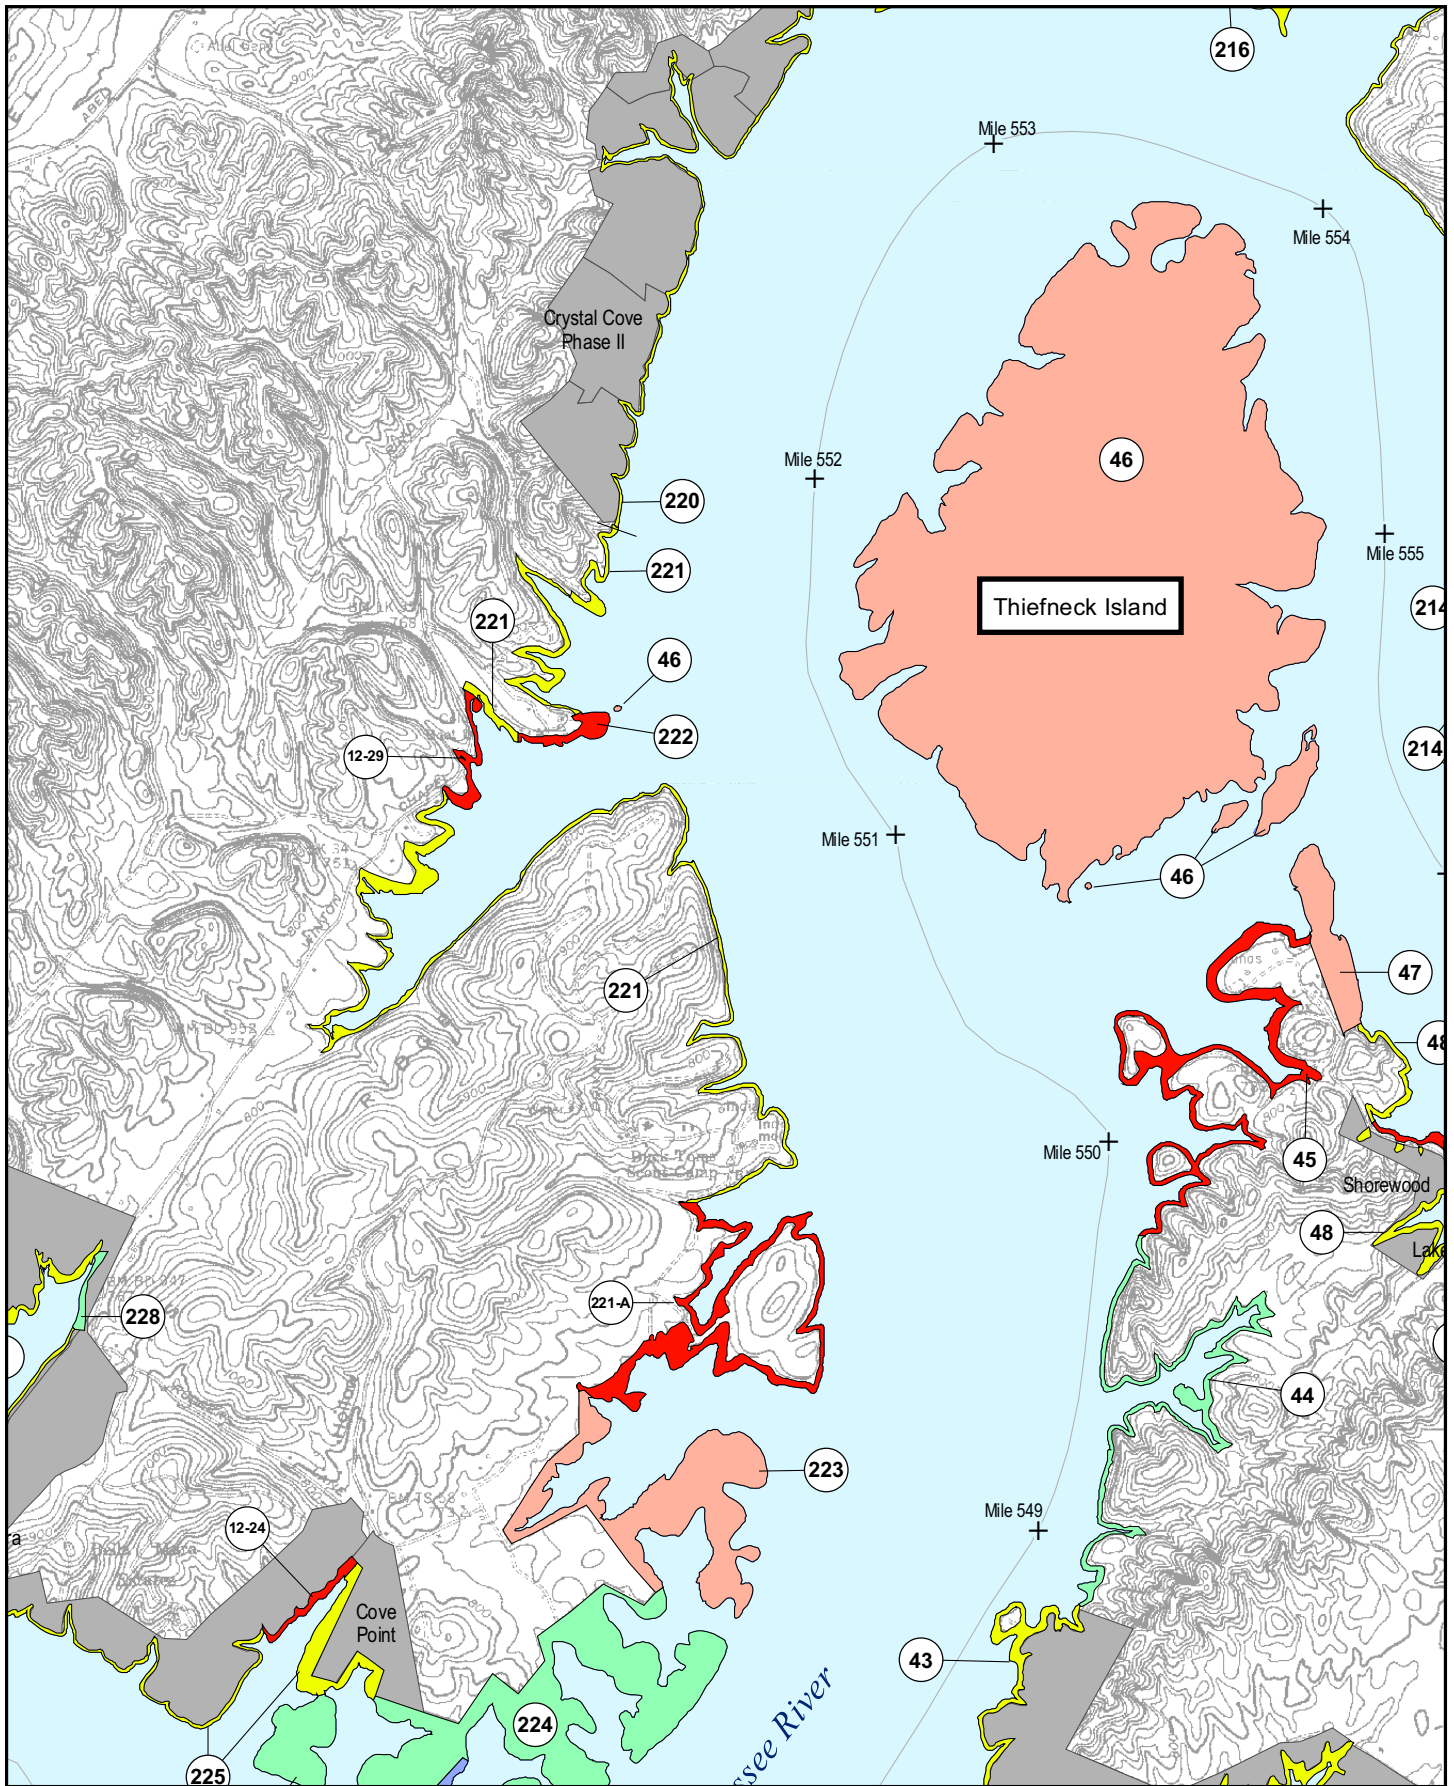 216
Mile 553
Mile 554
Crystal Cove
Phase II
Mile 552
46
220
Mile 555
221
Thiefneck Island
214
221
46
222
214
12-29
Mile 551
46
47
221
48
Mile 550
45
Shorewood
48
Lake
228
221-A
44
223
Mile 549
12-24
Cove
Point
43
224
225
ssee River